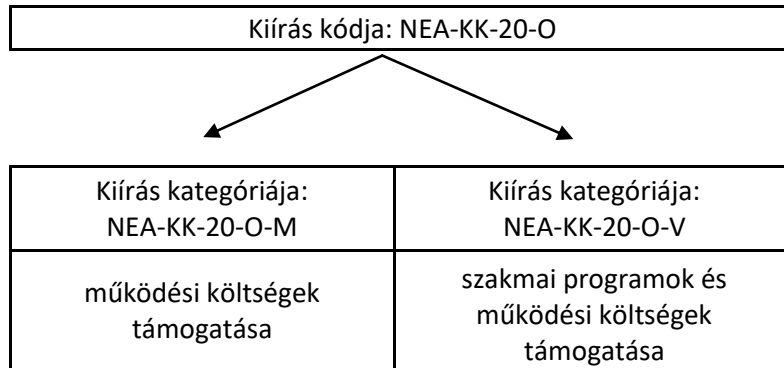 Kiírás kódja: NEA-KK-20-O
Kiírás kategóriája:
NEA-KK-20-O-M
Kiírás kategóriája:
NEA-KK-20-O-V
működési költségek
támogatása
szakmai programok és
működési költségek
támogatása